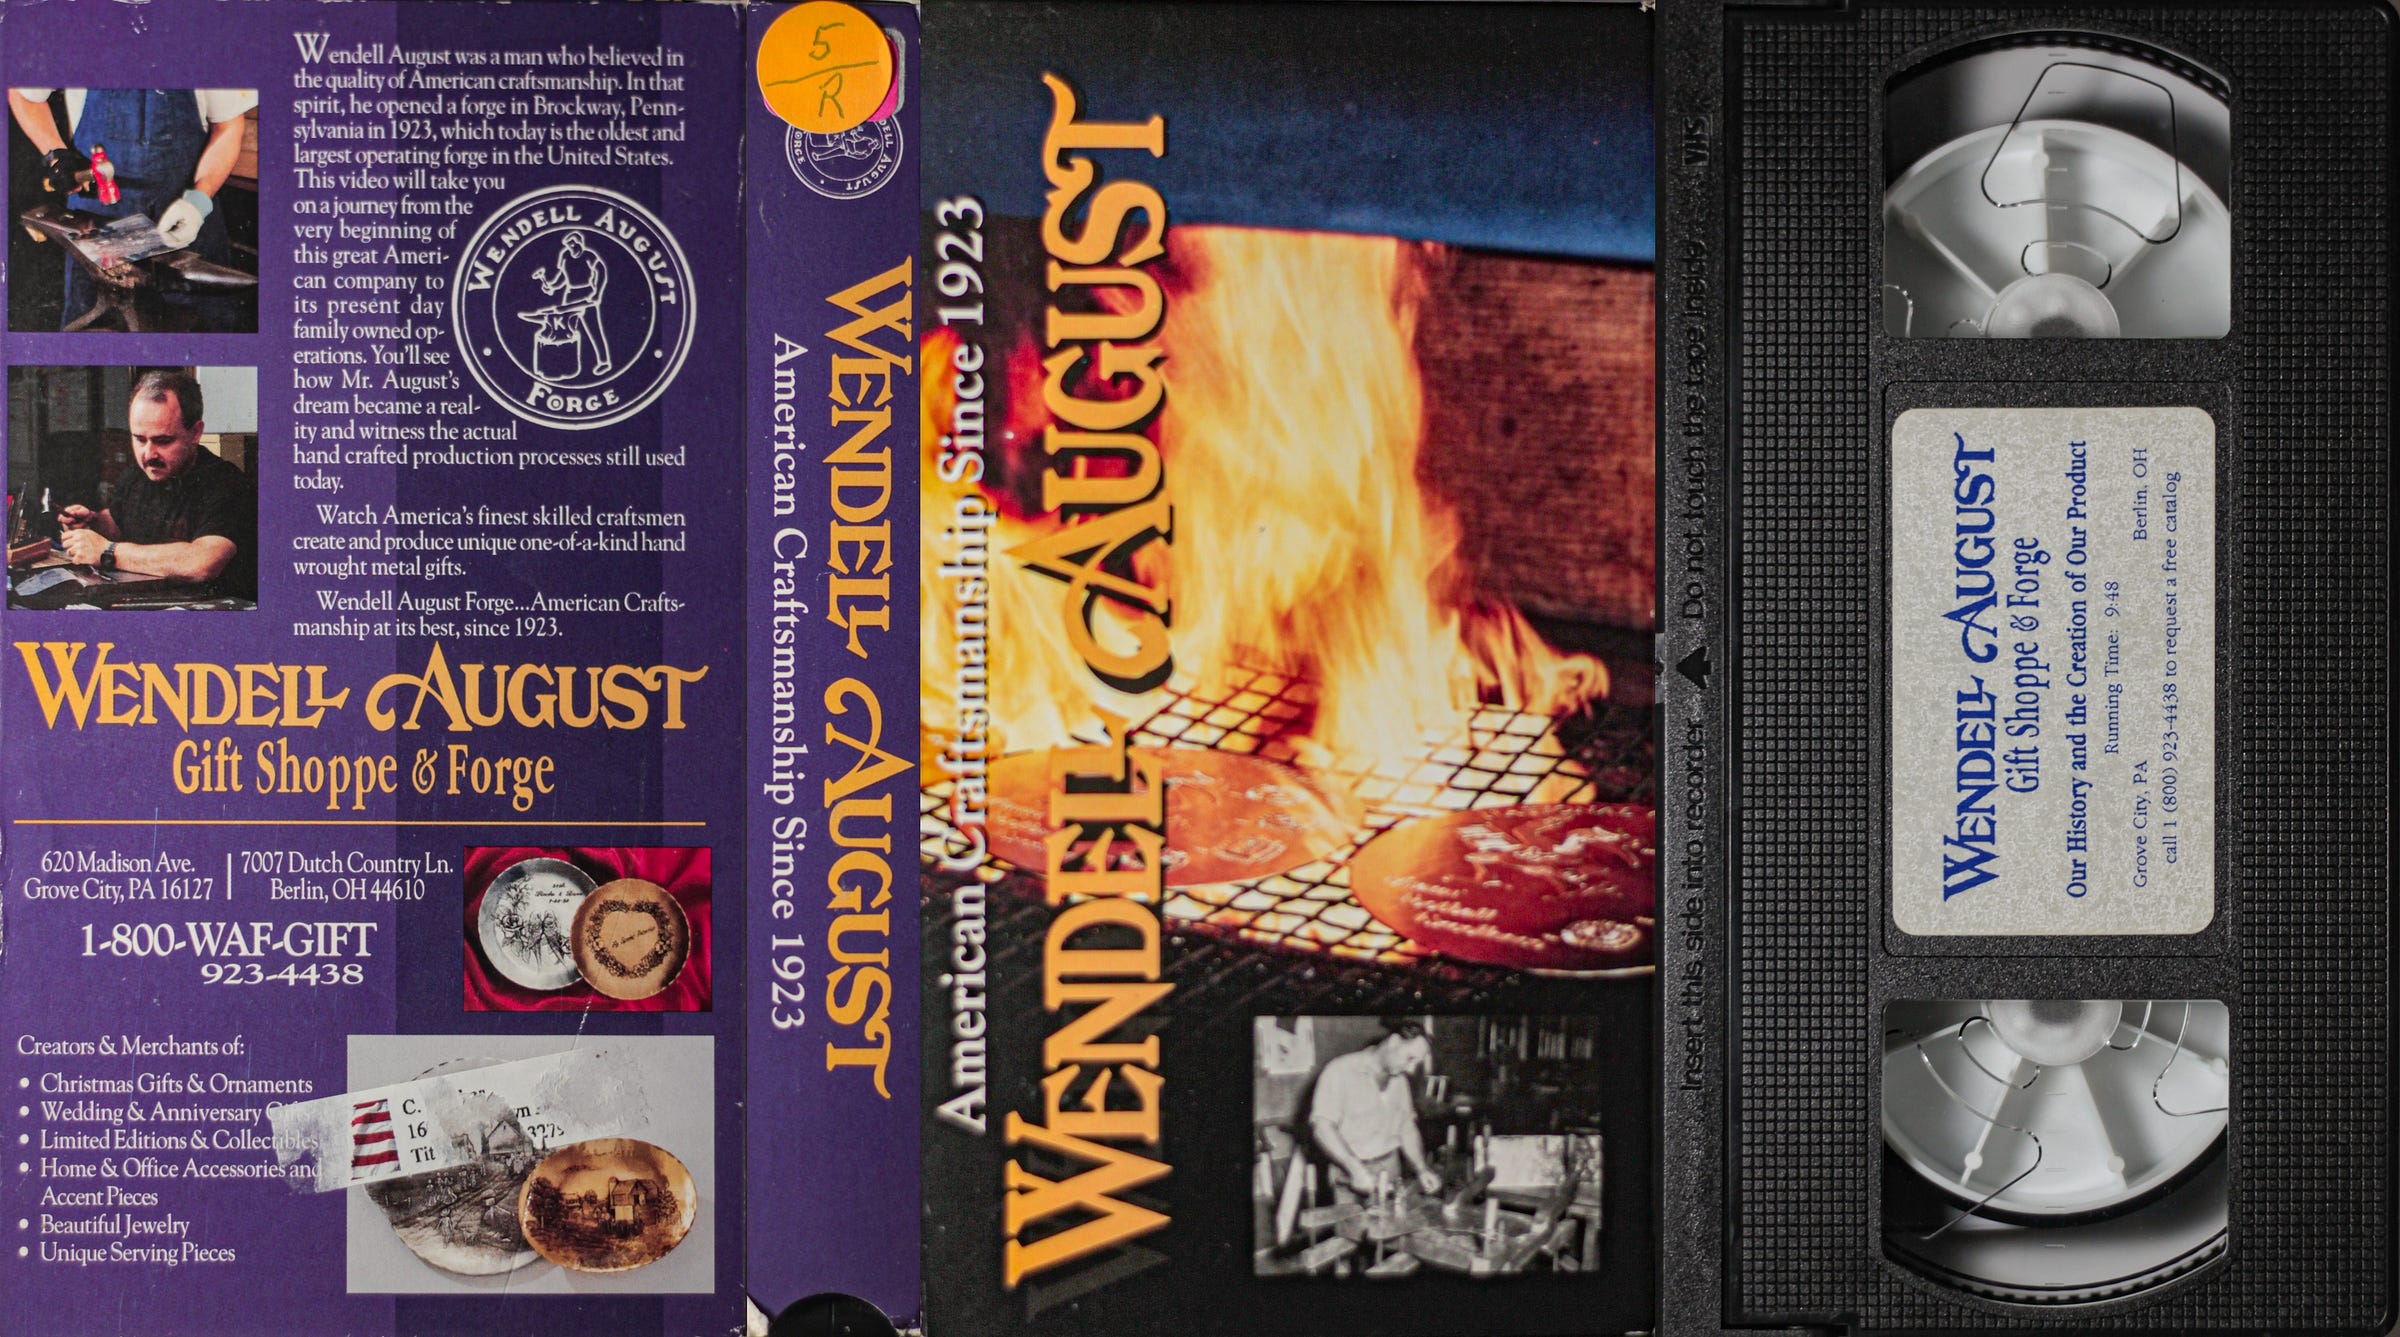 Wendell August was a man who believed in
the quality of American craftsmanship. In that
spirit, he opened a forge in Brockway, Penn-
sylvania in 1923, which today is the oldest and
largest operating forge in the United States.
This video will take you
on a journey from the
very beginning of
this great Ameri-
can company to
its present day
family owned op-
erations. You'll see
how Mr. August's
dream became a real-
ity and witness the actual
hand crafted production processes still used
today.
WENDELL AUGUST
K
FORGE
Watch America's finest skilled craftsmen
create and produce unique one-of-a-kind hand
wrought metal gifts.
Wendell August Forge...American Crafts-
manship at its best, since 1923.
WENDELL AUGUST
Gift Shoppe & Forge
620 Madison Ave.
Grove City, PA 16127
7007 Dutch Country Ln.
Berlin, OH 44610
1-800-WAF-GIFT
923-4438
Creators & Merchants of:
• Christmas Gifts & Ornaments
• Wedding & Anniversary Gifts
• Limited Editions & Collectibles
• Home & Office Accessories and
Accent Pieces
• Beautiful Jewelry
• Unique Serving Pieces
C.
16
Tit
5
R
WENDELL AUGUST
FORGE
WENDELL AUGUST
American Craftsmanship Since 1923
American Craftsmanship Since 1923
WENDELL AUGUST
VHS
Insert this side into recorder
Do not touch the tape inside
WENDELL AUGUST
Gift Shoppe & Forge
Our History and the Creation of Our Product
Running Time: 9:48
Grove City, PA Berlin, OH
call 1 (800) 923-4438 to request a free catalog